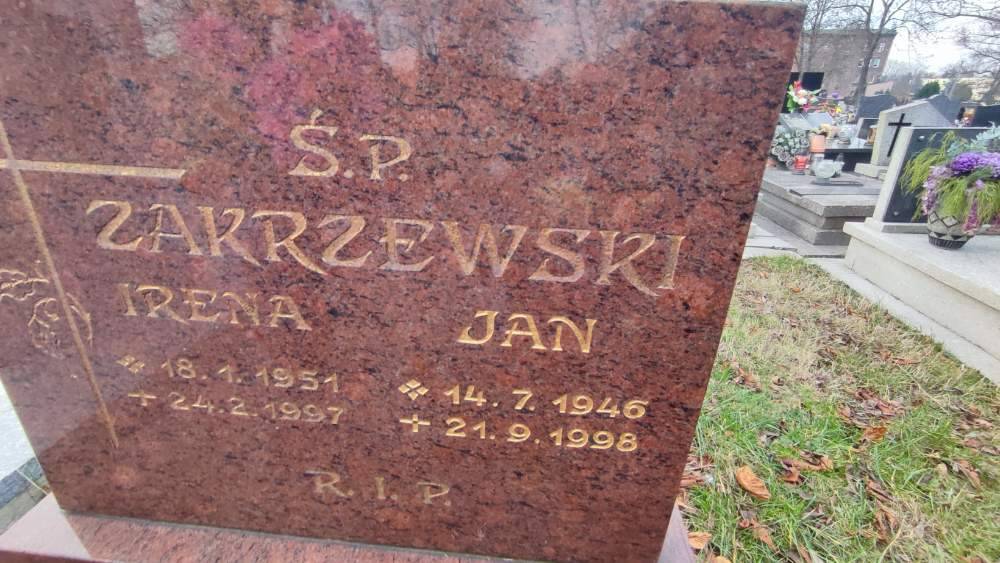 Ś.P.
ZAKRZEWSKI
IRENA JAN
18.1.1951 14.7.1946
+ 24.2.1997 + 21.9.1998
R.I.P.